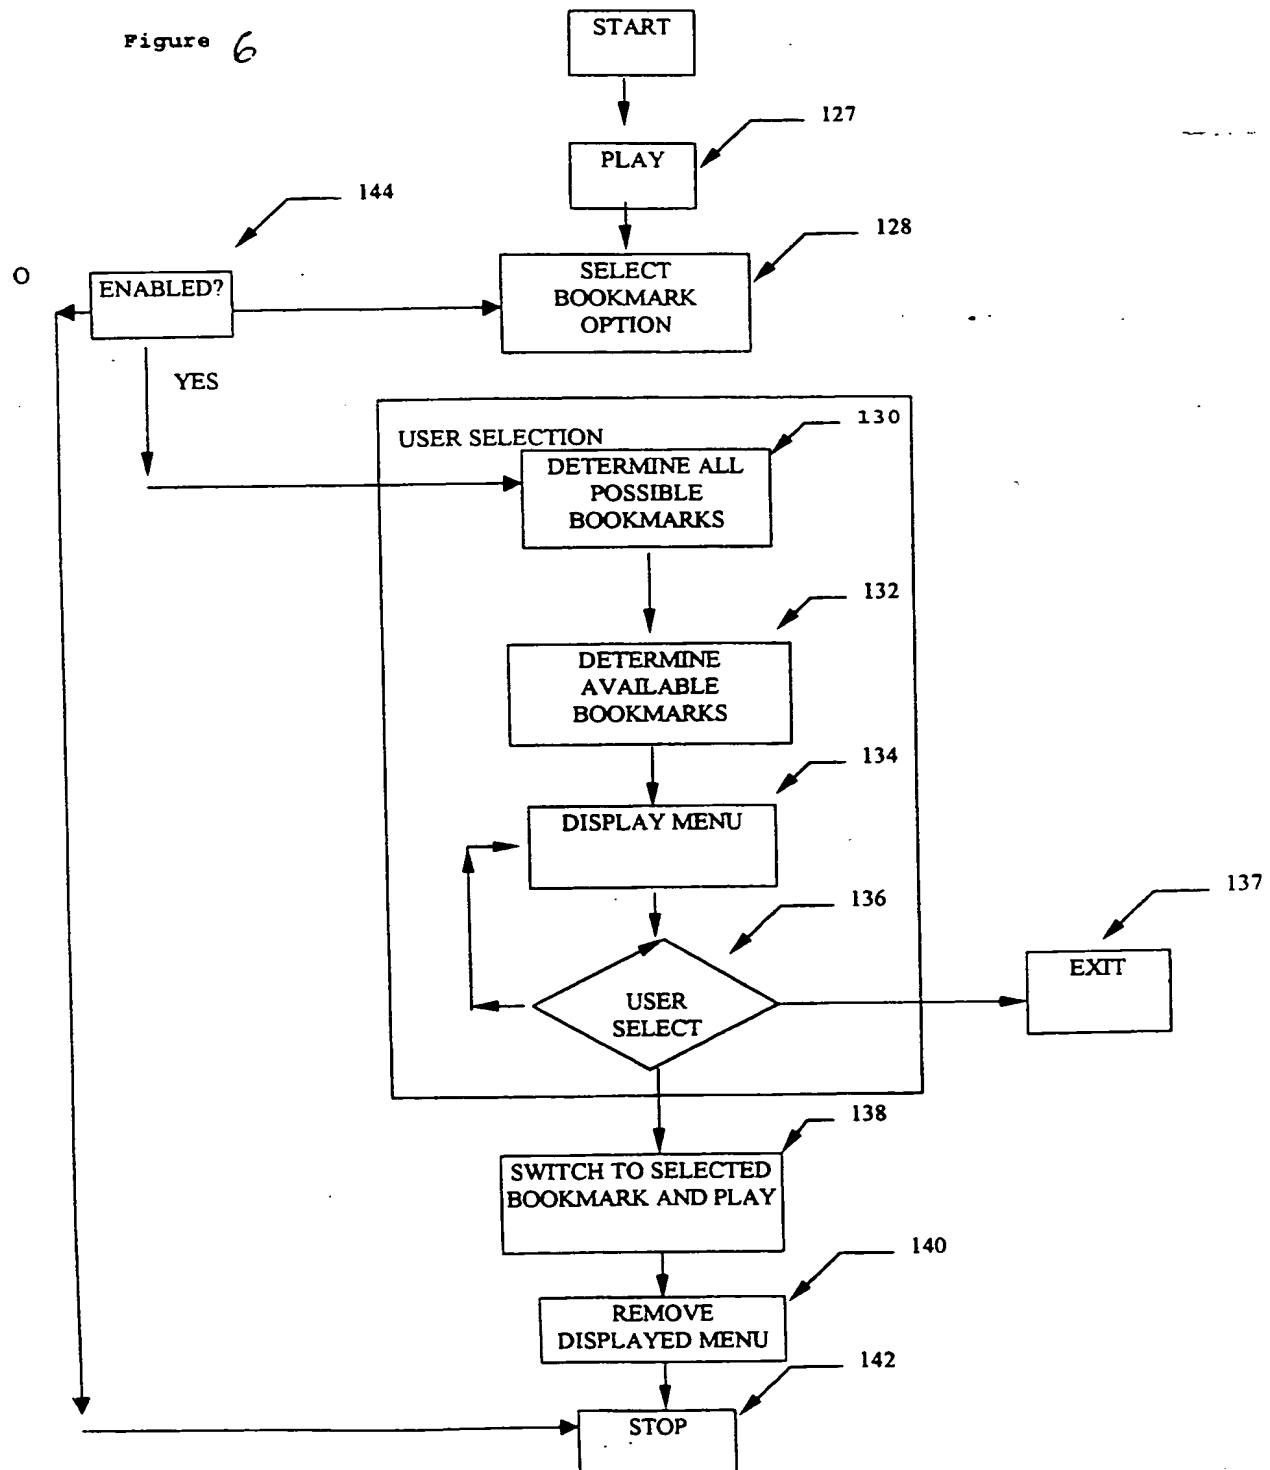 Figure 6
START
127
PLAY
144
128
O
ENABLED?
SELECT
BOOKMARK
OPTION
YES
130
USER SELECTION
DETERMINE ALL
POSSIBLE
BOOKMARKS
132
DETERMINE
AVAILABLE
BOOKMARKS
134
DISPLAY MENU
136
137
EXIT
USER
SELECT
138
SWITCH TO SELECTED
BOOKMARK AND PLAY
140
REMOVE
DISPLAYED MENU
142
STOP